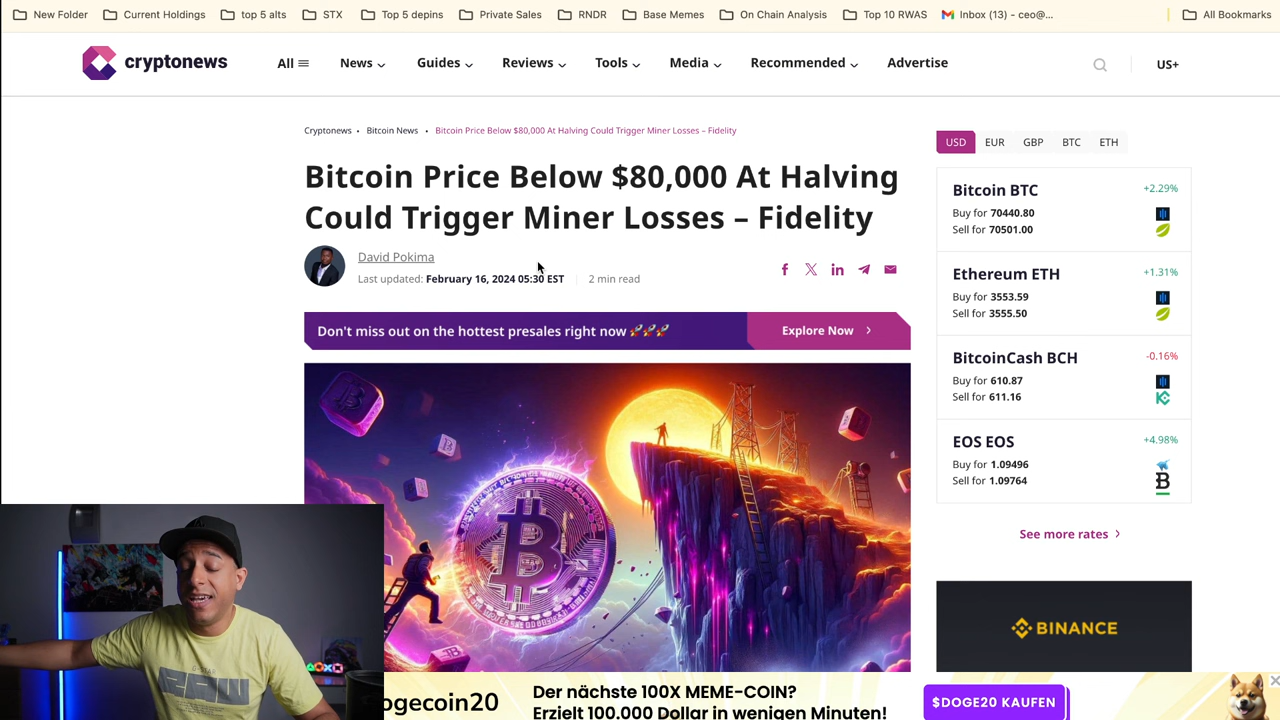 New Folder
Current Holdings
top 5 alts
STX
Top 5 depins
Private Sales
RNDR
Base Memes
On Chain Analysis
Top 10 RWAS
Inbox (13) - ceo@...
All Bookmarks
cryptonews
All
News
Guides
Reviews
Tools
Media
Recommended
Advertise
US+
Cryptonews • Bitcoin News • Bitcoin Price Below $80,000 At Halving Could Trigger Miner Losses – Fidelity
Bitcoin Price Below $80,000 At Halving
Could Trigger Miner Losses – Fidelity
David Pokima
Last updated: February 16, 2024 05:30 EST
2 min read
Don't miss out on the hottest presales right now 🚀🚀🚀
Explore Now
USD
EUR
GBP
BTC
ETH
Bitcoin BTC
+2.29%
Buy for 70440.80
Sell for 70501.00
Ethereum ETH
+1.31%
Buy for 3553.59
Sell for 3555.50
BitcoinCash BCH
-0.16%
Buy for 610.87
Sell for 611.16
EOS EOS
+4.98%
Buy for 1.09496
Sell for 1.09764
See more rates
BINANCE
ogecoin20
Der nächste 100X MEME-COIN?
Erzielt 100.000 Dollar in wenigen Minuten!
$DOGE20 KAUFEN